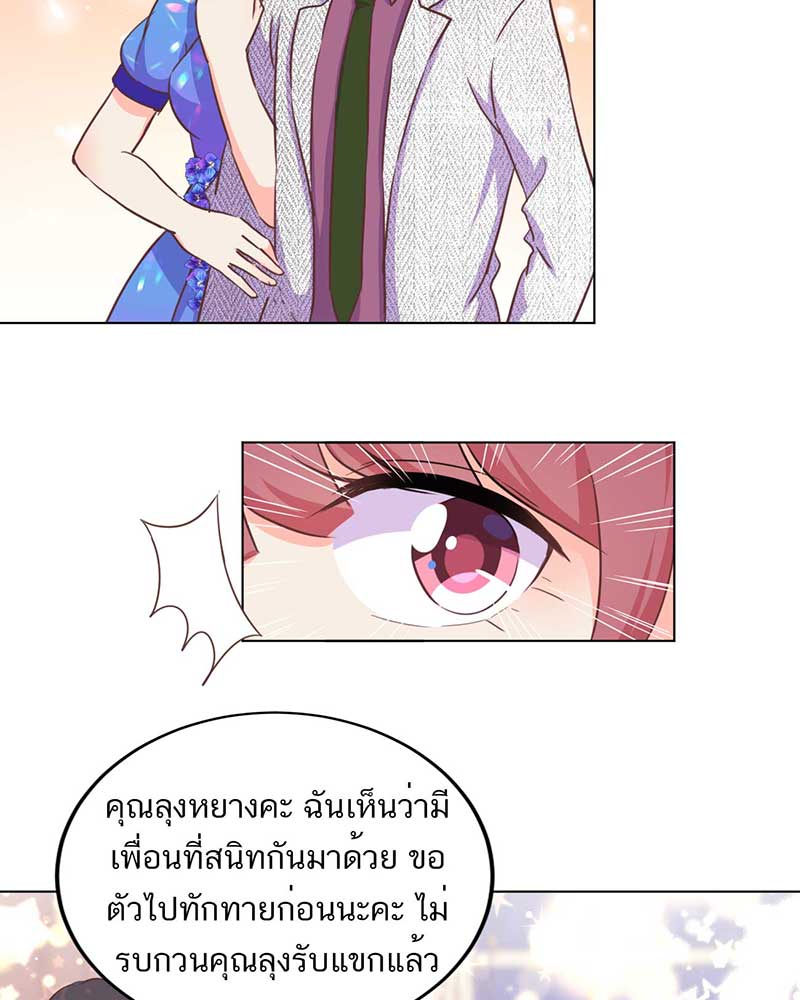 คุณลุงหยางคะ ฉันเห็นว่ามี
เพื่อนที่สนิทกันมาด้วย ขอ
ตัวไปทักทายก่อนนะคะ ไม่
รบกวนคุณลุงรับแขกแล้ว